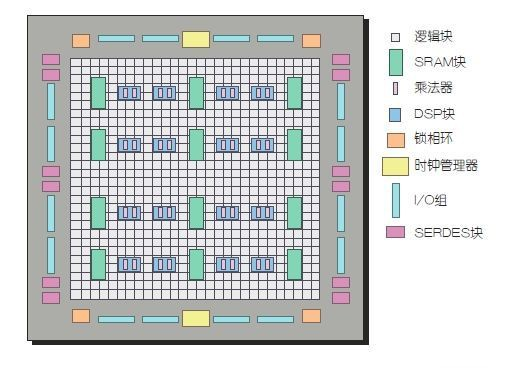 逻辑块
SRAM块
乘法器
DSP块
锁相环
时钟管理器
I/O组
SERDES块